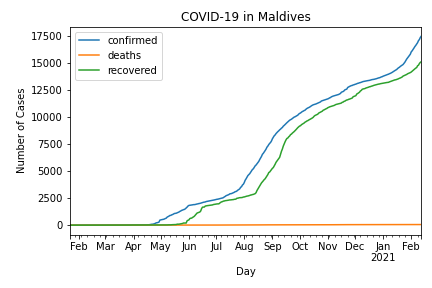 COVID-19 in Maldives
confirmed
deaths
recovered
Number of Cases
17500
15000
12500
10000
7500
5000
2500
0
Feb Mar Apr May Jun Jul Aug Sep Oct Nov Dec Jan Feb
2021
Day